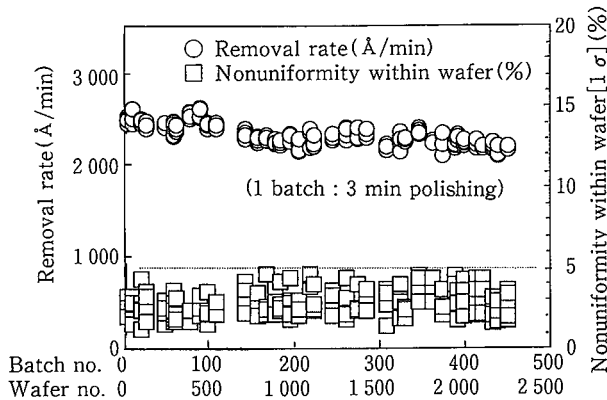 Removal rate(Å/min)
3 000
2 000
1 000
0
○ Removal rate(Å/min)
□ Nonuniformity within wafer(%)
(1 batch : 3 min polishing)
20
15
10
5
0
Nonuniformity within wafer[1 σ](%)
Batch no. 0 100 200 300 400 500
Wafer no. 0 500 1 000 1 500 2 000 2 500